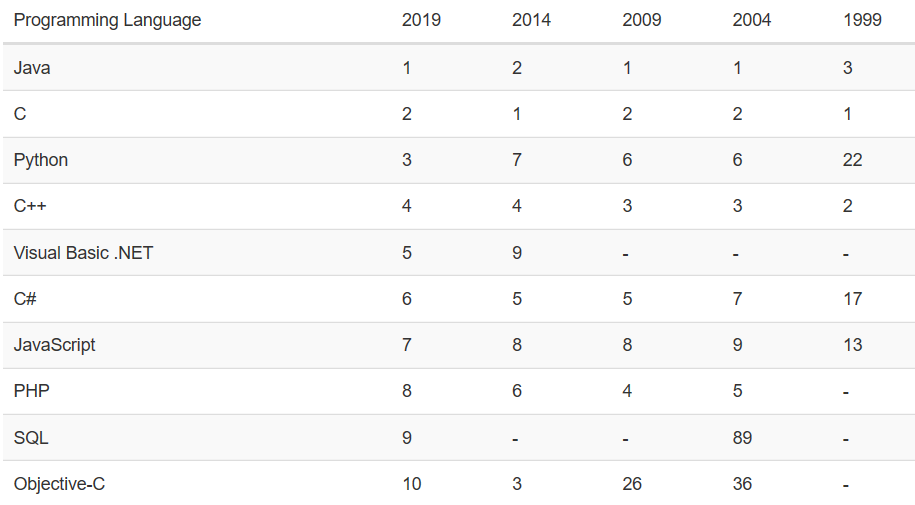 Programming Language 2019 2014 2009 2004 1999
Java 1 2 1 1 3
C 2 1 2 2 1
Python 3 7 6 6 22
C++ 4 4 3 3 2
Visual Basic .NET 5 9 - - -
C# 6 5 5 7 17
JavaScript 7 8 8 9 13
PHP 8 6 4 5 -
SQL 9 - - 89 -
Objective-C 10 3 26 36 -